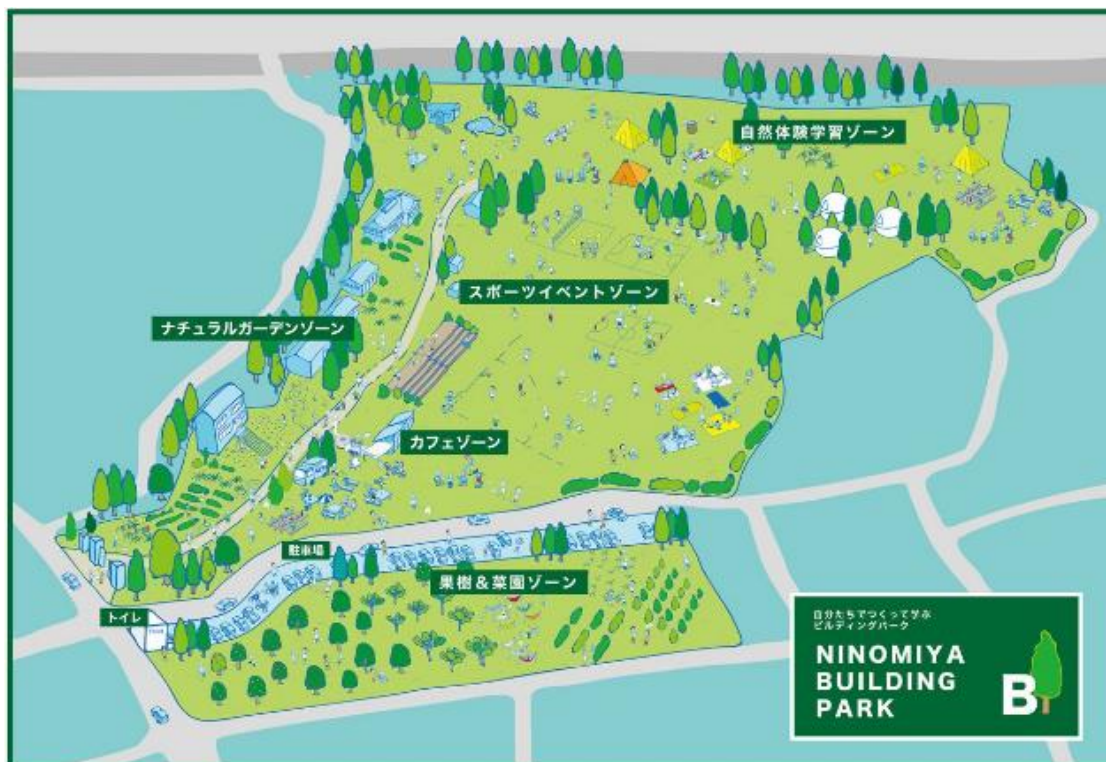 自然体験学習ゾーン
スポーツイベントゾーン
ナチュラルガーデンゾーン
カフェゾーン
駐車場
果樹&菜園ゾーン
トイレ
自分たちでつくって学ぶ
ビルディングパーク
NINOMIYA
BUILDING
PARK
B